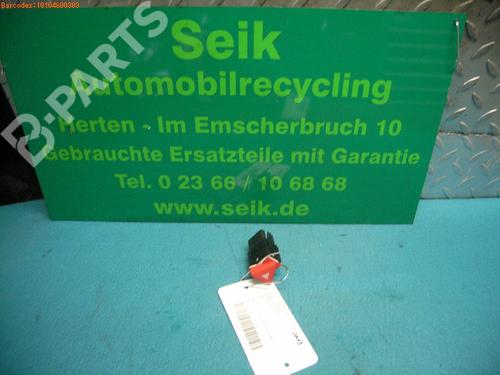 Barcodes:10104600383
B-PARTS
Seik
Automobilrecycling
Herten - Im Emscherbruch 10
Gebrauchte Ersatzteile mit Garantie
Tel. 0 23 66 / 10 68 68
www.seik.de